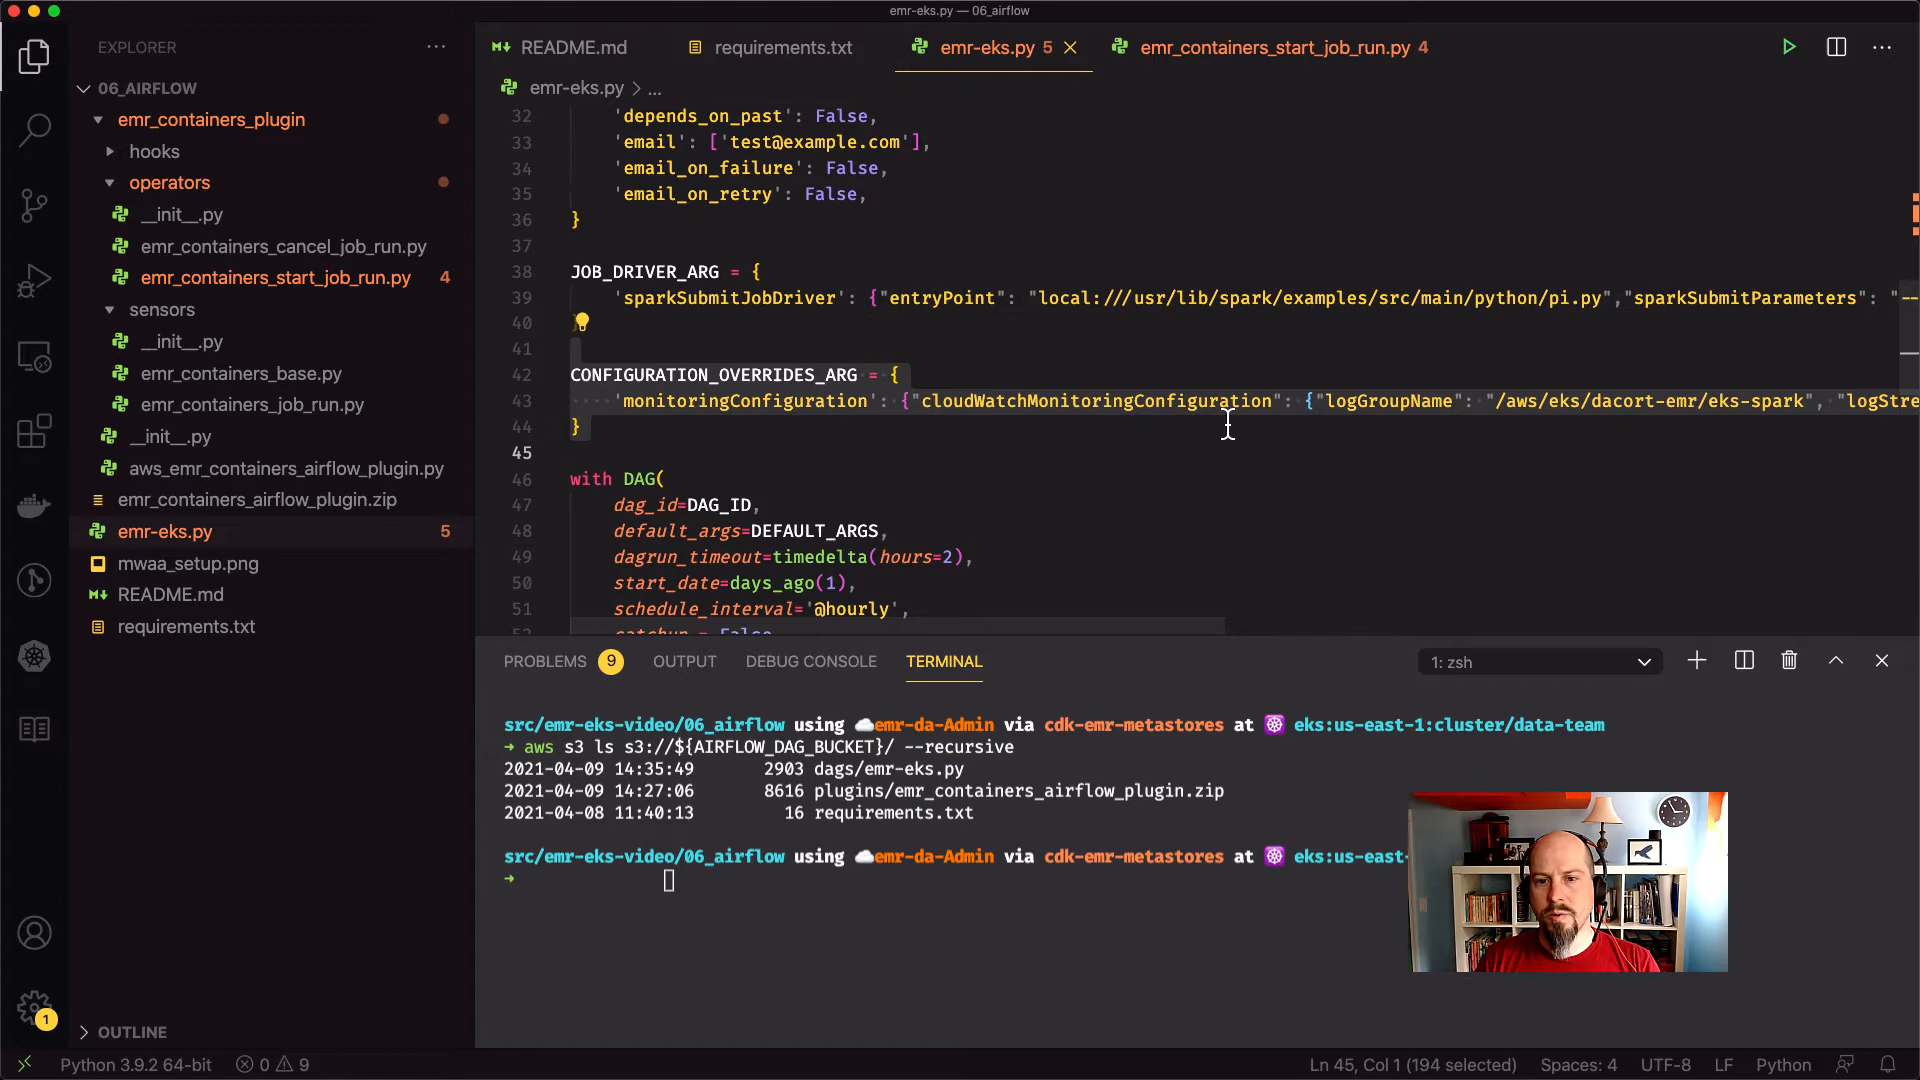 emr-eks.py — 06_airflow
EXPLORER
README.md
requirements.txt
emr-eks.py 5
emr_containers_start_job_run.py 4
06_AIRFLOW
emr_containers_plugin
hooks
operators
__init__.py
emr_containers_cancel_job_run.py
emr_containers_start_job_run.py 4
sensors
__init__.py
emr_containers_base.py
emr_containers_job_run.py
__init__.py
aws_emr_containers_airflow_plugin.py
emr_containers_airflow_plugin.zip
emr-eks.py 5
mwaa_setup.png
README.md
requirements.txt
OUTLINE
emr-eks.py > ...
32 'depends_on_past': False,
33 'email': ['test@example.com'],
34 'email_on_failure': False,
35 'email_on_retry': False,
36 }
37
38 JOB_DRIVER_ARG = {
39 'sparkSubmitJobDriver': {"entryPoint": "local:///usr/lib/spark/examples/src/main/python/pi.py","sparkSubmitParameters": "--
40
41
42 CONFIGURATION_OVERRIDES_ARG = {
43 'monitoringConfiguration': {"cloudWatchMonitoringConfiguration": {"logGroupName": "/aws/eks/dacort-emr/eks-spark", "logStre
44 }
45
46 with DAG(
47 dag_id=DAG_ID,
48 default_args=DEFAULT_ARGS,
49 dagrun_timeout=timedelta(hours=2),
50 start_date=days_ago(1),
51 schedule_interval='@hourly',
52 catchup = False
PROBLEMS 9 OUTPUT DEBUG CONSOLE TERMINAL
1: zsh
src/emr-eks-video/06_airflow using emr-da-Admin via cdk-emr-metastores at eks:us-east-1:cluster/data-team
→ aws s3 ls s3://${AIRFLOW_DAG_BUCKET}/ --recursive
2021-04-09 14:35:49 2903 dags/emr-eks.py
2021-04-09 14:27:06 8616 plugins/emr_containers_airflow_plugin.zip
2021-04-08 11:40:13 16 requirements.txt
src/emr-eks-video/06_airflow using emr-da-Admin via cdk-emr-metastores at eks:us-east-
→
1
Python 3.9.2 64-bit
0 9
Ln 45, Col 1 (194 selected)
Spaces: 4
UTF-8
LF
Python